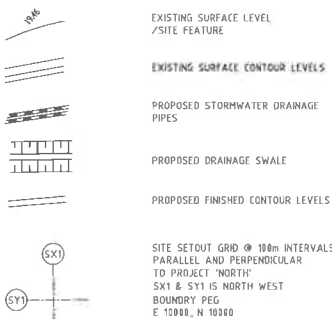 19.46
EXISTING SURFACE LEVEL
/SITE FEATURE
EXISTING SURFACE CONTOUR LEVELS
PROPOSED STORMWATER DRAINAGE
PIPES
PROPOSED DRAINAGE SWALE
PROPOSED FINISHED CONTOUR LEVELS
SX1
SY1
SITE SETOUT GRID @ 100m INTERVALS
PARALLEL AND PERPENDICULAR
TO PROJECT 'NORTH'
SX1 & SY1 IS NORTH WEST
BOUNDRY PEG
E 10000, N 10000